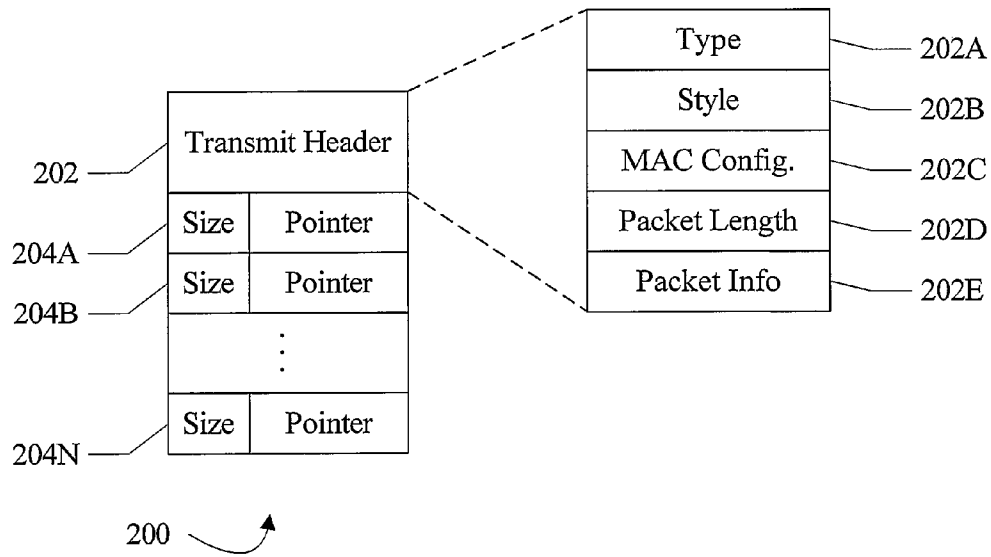 Transmit Header
202
Size Pointer
204A
Size Pointer
204B
⋮
Size Pointer
204N
200
Type
202A
Style
202B
MAC Config.
202C
Packet Length
202D
Packet Info
202E